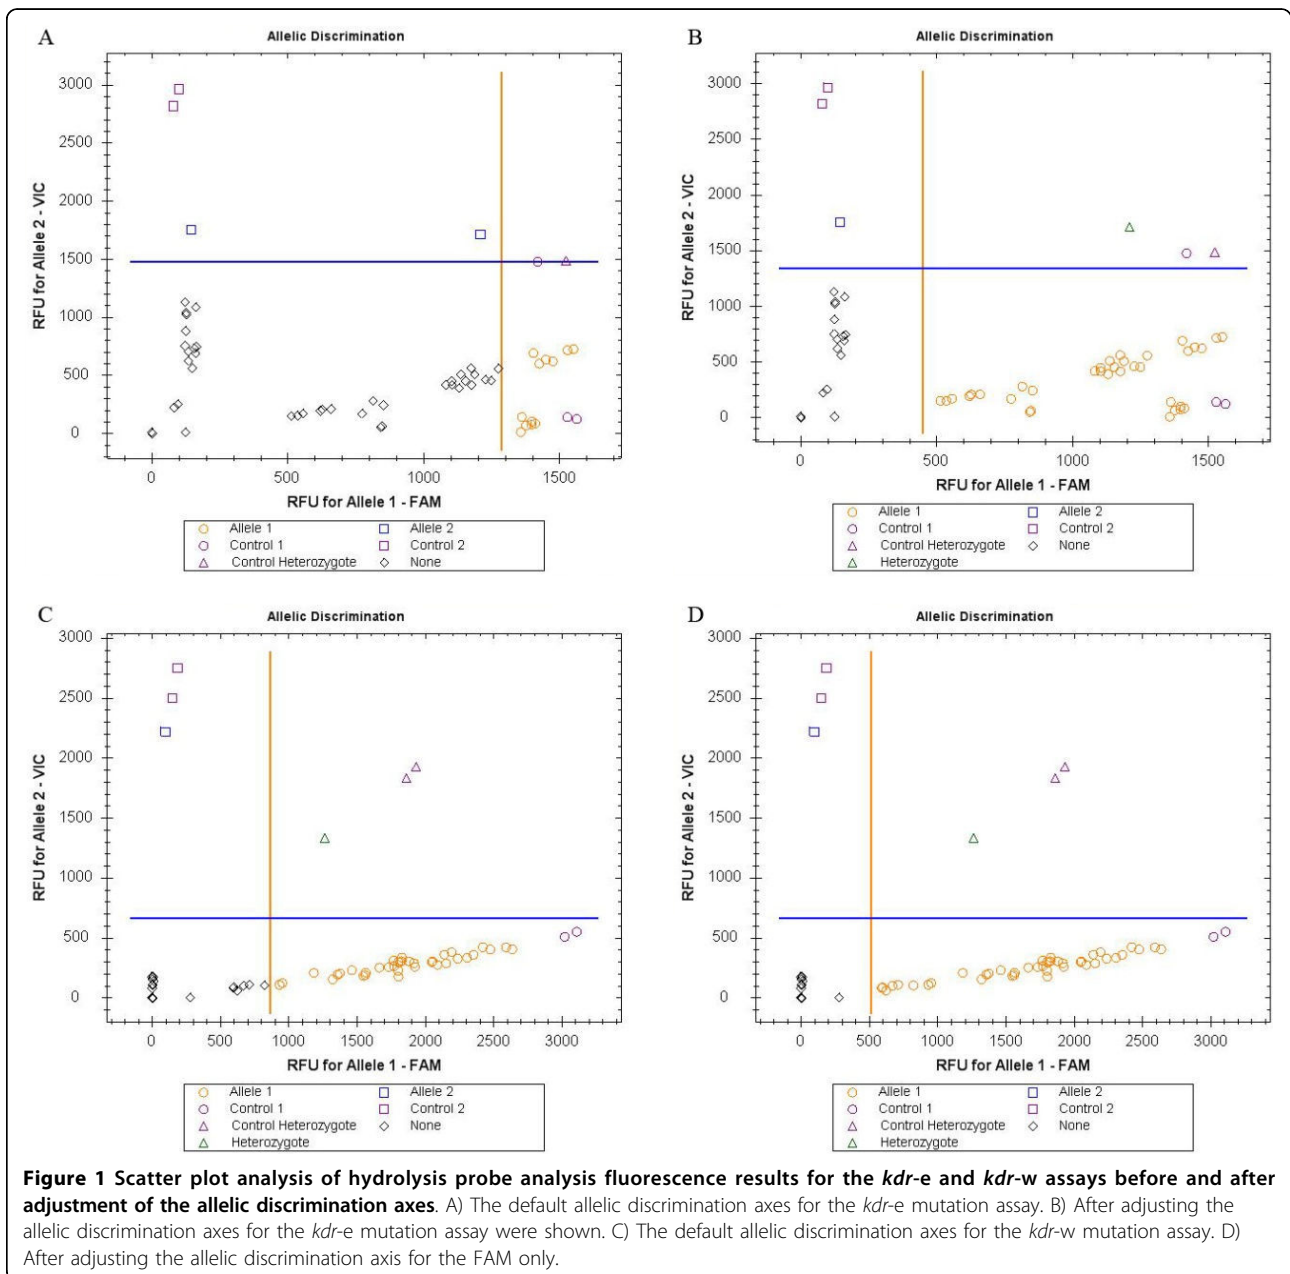 A
Allelic Discrimination
0 500 1000 1500
3000
2500
2000
1500
1000
500
0
RFU for Allele 2 - VIC
RFU for Allele 1 - FAM
Allele 1 Allele 2
Control 1 Control 2
Control Heterozygote None
B
Allelic Discrimination
3000
2500
2000
1500
1000
500
0
RFU for Allele 2 - VIC
0 500 1000 1500
RFU for Allele 1 - FAM
Allele 1 Allele 2
Control 1 Control 2
Control Heterozygote None
Heterozygote
C
Allelic Discrimination
3000
2500
2000
1500
1000
500
0
RFU for Allele 2 - VIC
0 500 1000 1500 2000 2500 3000
RFU for Allele 1 - FAM
Allele 1 Allele 2
Control 1 Control 2
Control Heterozygote None
Heterozygote
D
Allelic Discrimination
3000
2500
2000
1500
1000
500
0
RFU for Allele 2 - VIC
0 500 1000 1500 2000 2500 3000
RFU for Allele 1 - FAM
Allele 1 Allele 2
Control 1 Control 2
Control Heterozygote None
Heterozygote
Figure 1 Scatter plot analysis of hydrolysis probe analysis fluorescence results for the kdr-e and kdr-w assays before and after
adjustment of the allelic discrimination axes. A) The default allelic discrimination axes for the kdr-e mutation assay. B) After adjusting the
allelic discrimination axes for the kdr-e mutation assay were shown. C) The default allelic discrimination axes for the kdr-w mutation assay. D)
After adjusting the allelic discrimination axis for the FAM only.